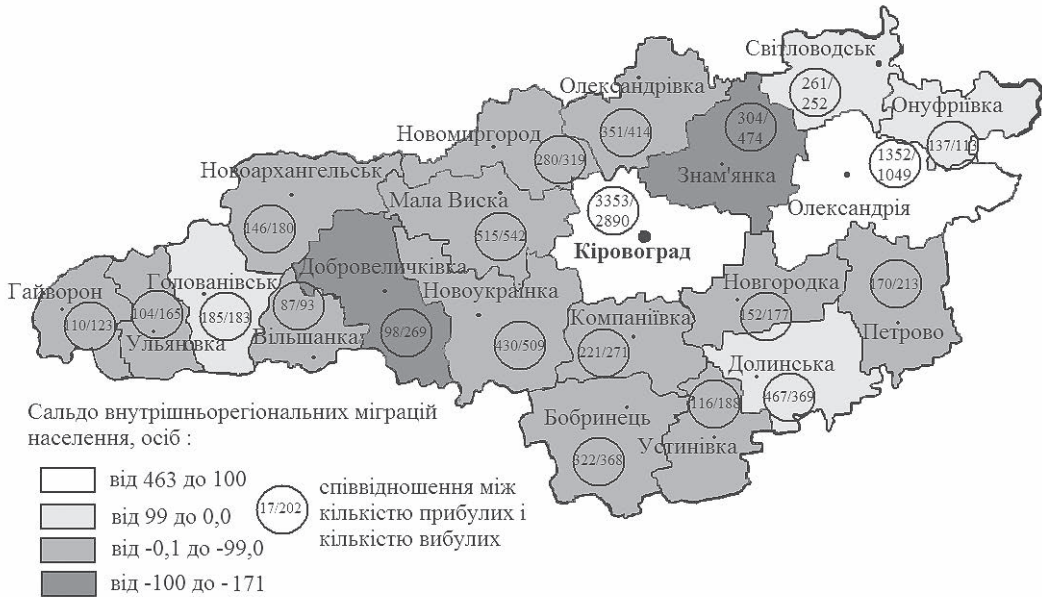 Світловодськ
261/
252
Олександрівка
351/414
304/
474
Онуфріївка
137/113
Новомиргород
280/319
1352/
1049
Новоархангельськ
146/180
Мала Виска
515/542
3353/
2890
Знам'янка
Олександрія
Кіровоград
Добровеличківка
98/269
Голованівськ
185/183
Гайворон
110/123
104/165
Ульяновка
87/93
Вільшанка
Новоукраїнка
430/509
Компаніївка
221/271
Новгородка
152/177
170/213
Петрово
Долинська
467/369
116/188
Устинівка
Бобринець
322/368
Сальдо внутрішньорегіональних міграцій
населення, осіб :
від 463 до 100
від 99 до 0,0
від -0,1 до -99,0
від -100 до -171
17/202
співвідношення між
кількістю прибулих і
кількістю вибулих